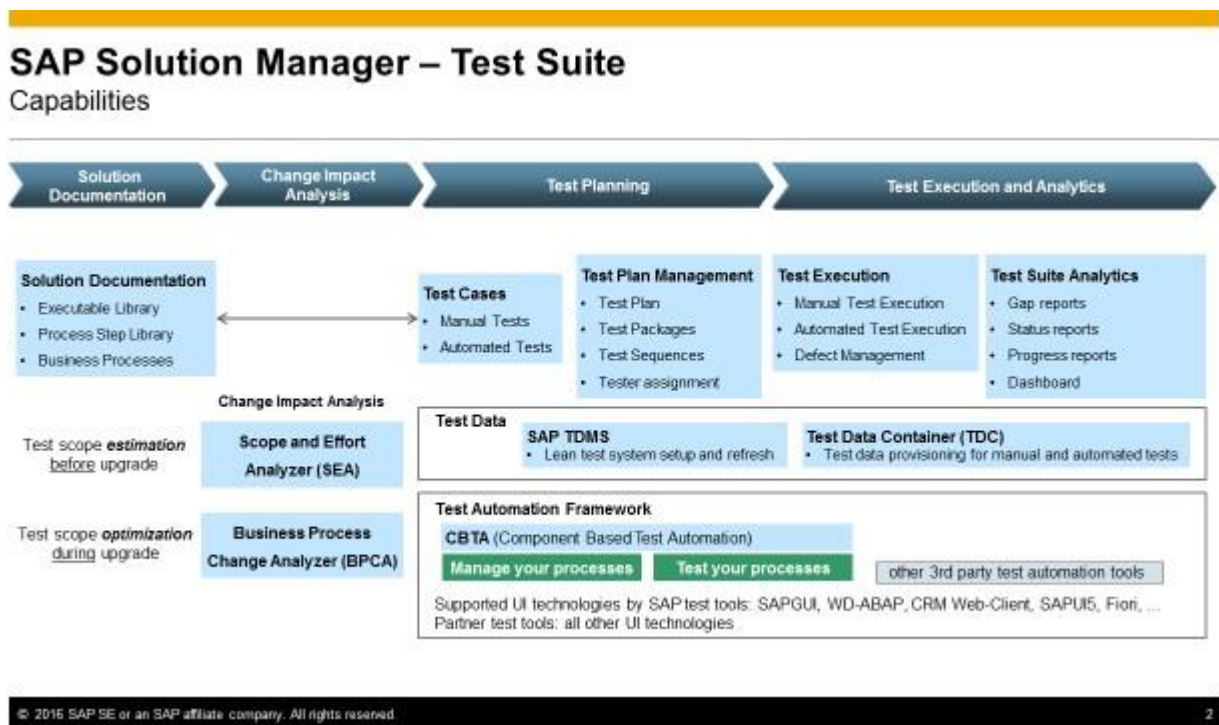 SAP Solution Manager – Test Suite
Capabilities
Solution
Documentation
Change Impact
Analysis
Test Planning
Test Execution and Analytics
Solution Documentation
• Executable Library
• Process Step Library
• Business Processes
Test Cases
• Manual Tests
• Automated Tests
Test Plan Management
• Test Plan
• Test Packages
• Test Sequences
• Tester assignment
Test Execution
• Manual Test Execution
• Automated Test Execution
• Defect Management
Test Suite Analytics
• Gap reports
• Status reports
• Progress reports
• Dashboard
Change Impact Analysis
Test scope estimation
before upgrade
Scope and Effort
Analyzer (SEA)
Test scope optimization
during upgrade
Business Process
Change Analyzer (BPCA)
Test Data
SAP TDMS
• Lean test system setup and refresh
Test Data Container (TDC)
• Test data provisioning for manual and automated tests
Test Automation Framework
CBTA (Component Based Test Automation)
Manage your processes
Test your processes
other 3rd party test automation tools
Supported UI technologies by SAP test tools: SAPGUI, WD-ABAP, CRM Web-Client, SAPUI5, Fiori, ...
Partner test tools: all other UI technologies
© 2016 SAP SE or an SAP affiliate company. All rights reserved.
2